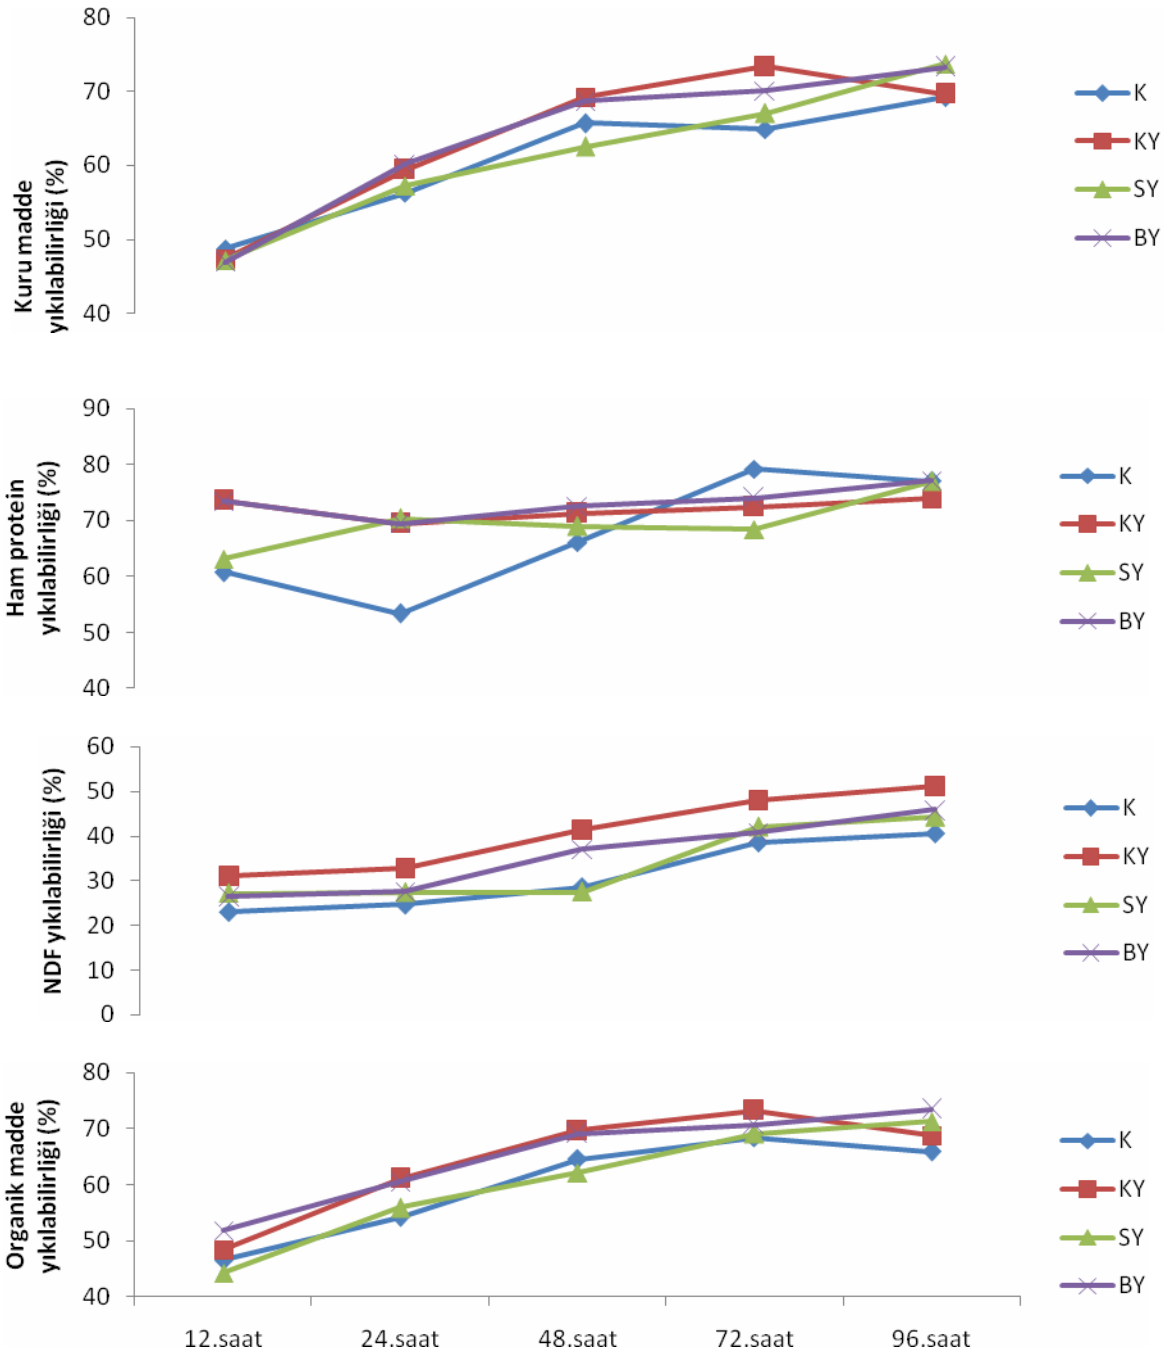 Kuru madde
yıkılabilirliği (%)
80
70
60
50
40
K
KY
SY
BY
Ham protein
yıkılabilirliği (%)
90
80
70
60
50
40
K
KY
SY
BY
NDF yıkılabilirliği (%)
60
50
40
30
20
10
0
K
KY
SY
BY
Organik madde
yıkılabilirliği (%)
80
70
60
50
40
K
KY
SY
BY
12.saat 24.saat 48.saat 72.saat 96.saat